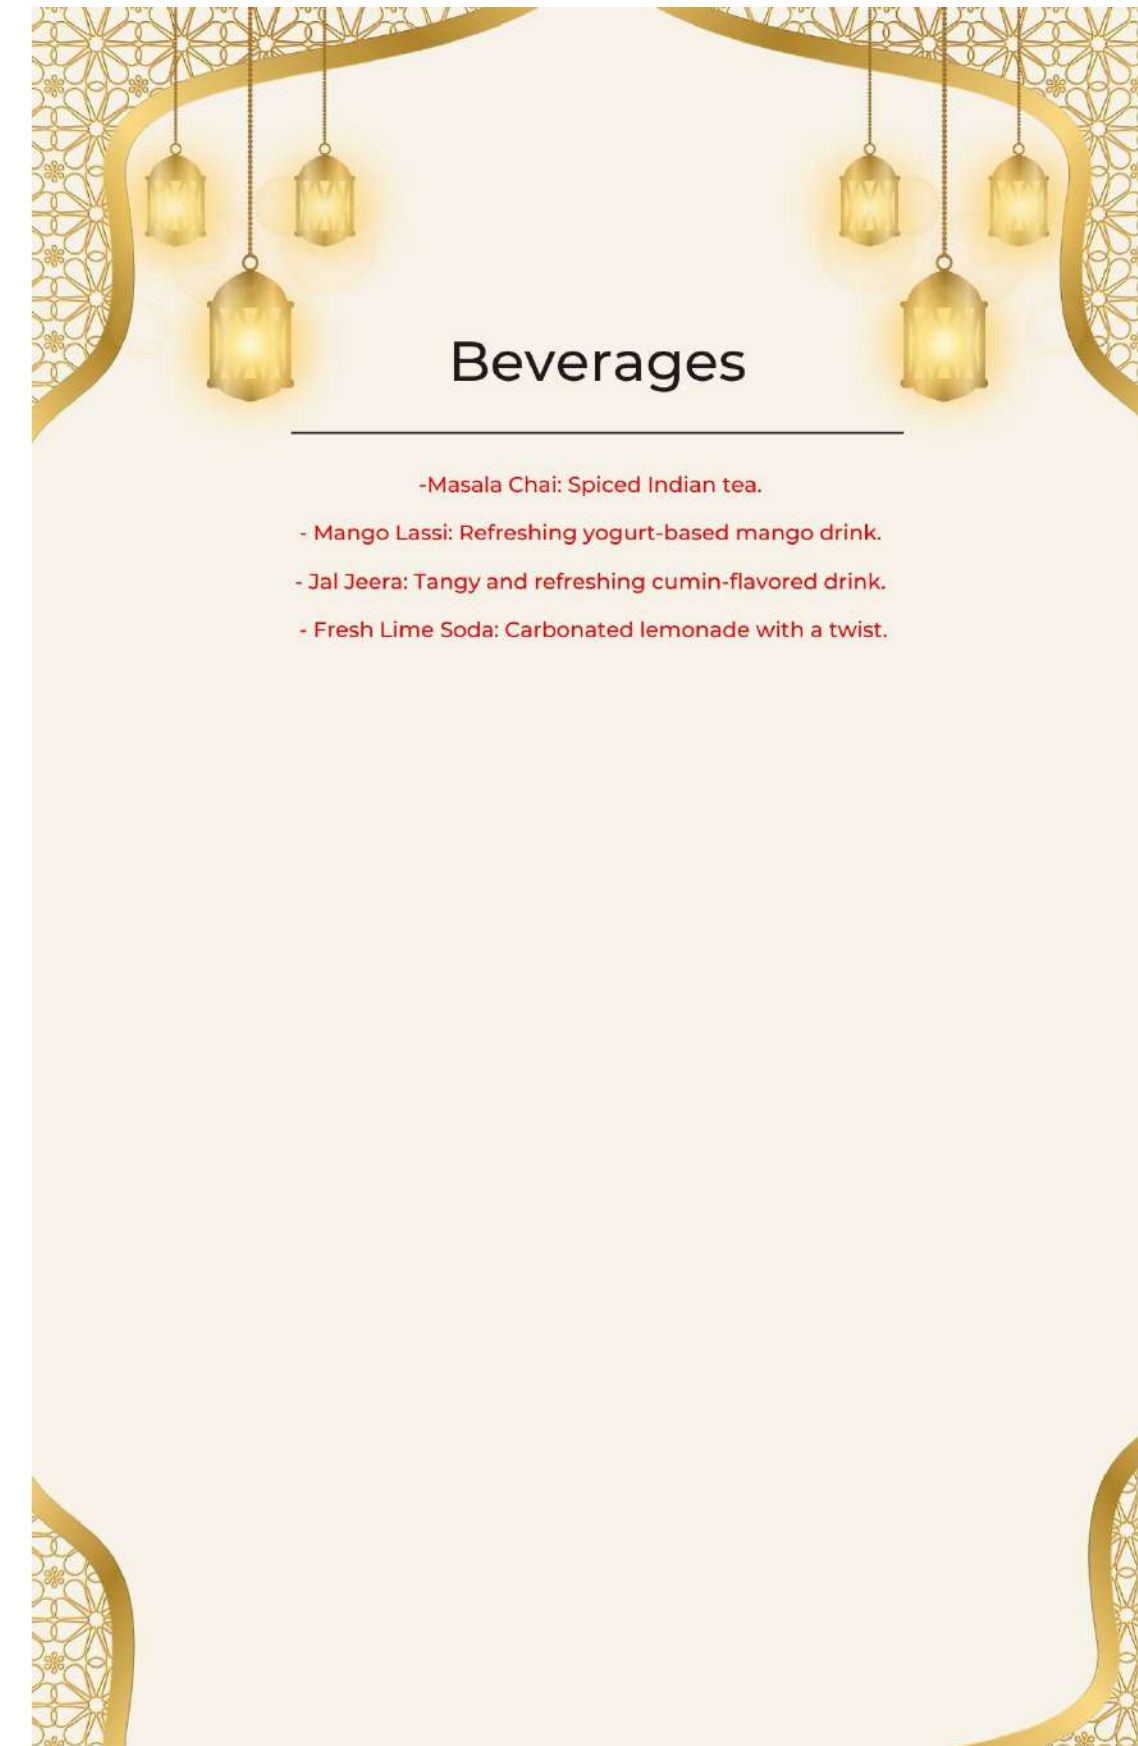 Beverages
-Masala Chai: Spiced Indian tea.
- Mango Lassi: Refreshing yogurt-based mango drink.
- Jal Jeera: Tangy and refreshing cumin-flavored drink.
- Fresh Lime Soda: Carbonated lemonade with a twist.